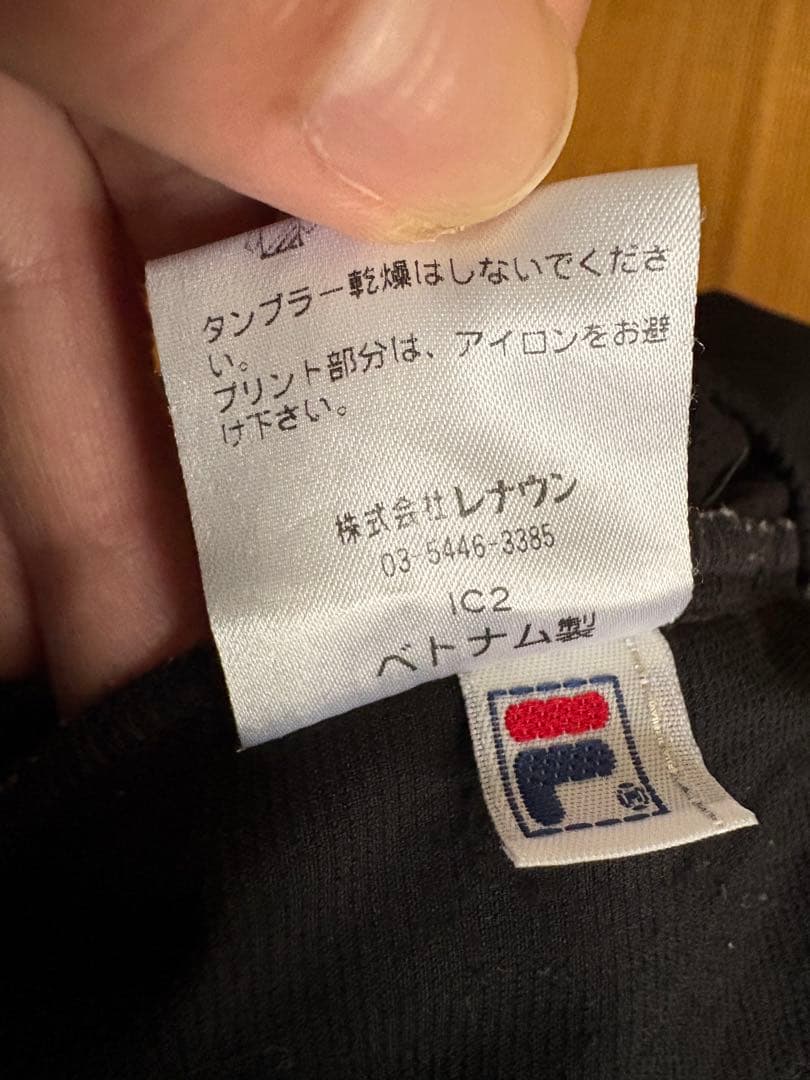 タンブラー乾燥はしないでくださ
い。
プリント部分は、アイロンをお避
け下さい。
株式会社レナウン
03-5446-3385
IC2
ベトナム製
F
®